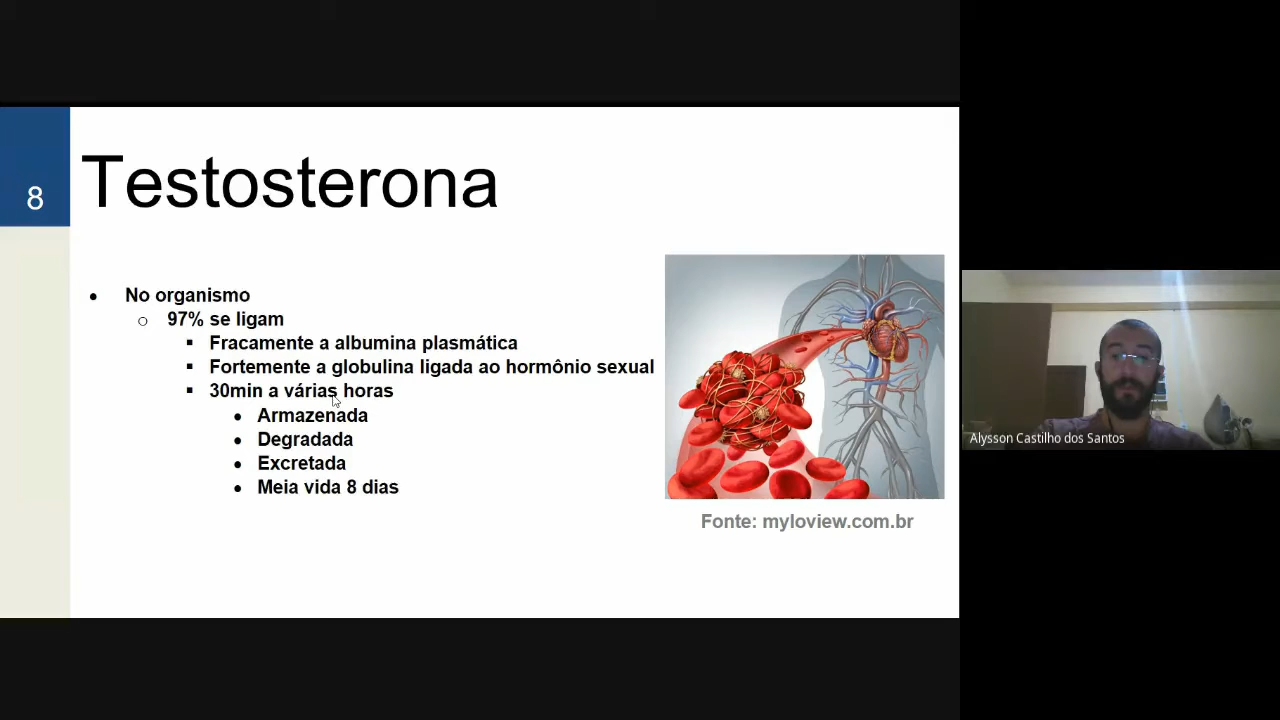 8
Testosterona
No organismo
97% se ligam
Fracamente a albumina plasmática
Fortemente a globulina ligada ao hormônio sexual
30min a várias horas
Armazenada
Degradada
Excretada
Meia vida 8 dias
Fonte: myloview.com.br
Alysson Castilho dos Santos